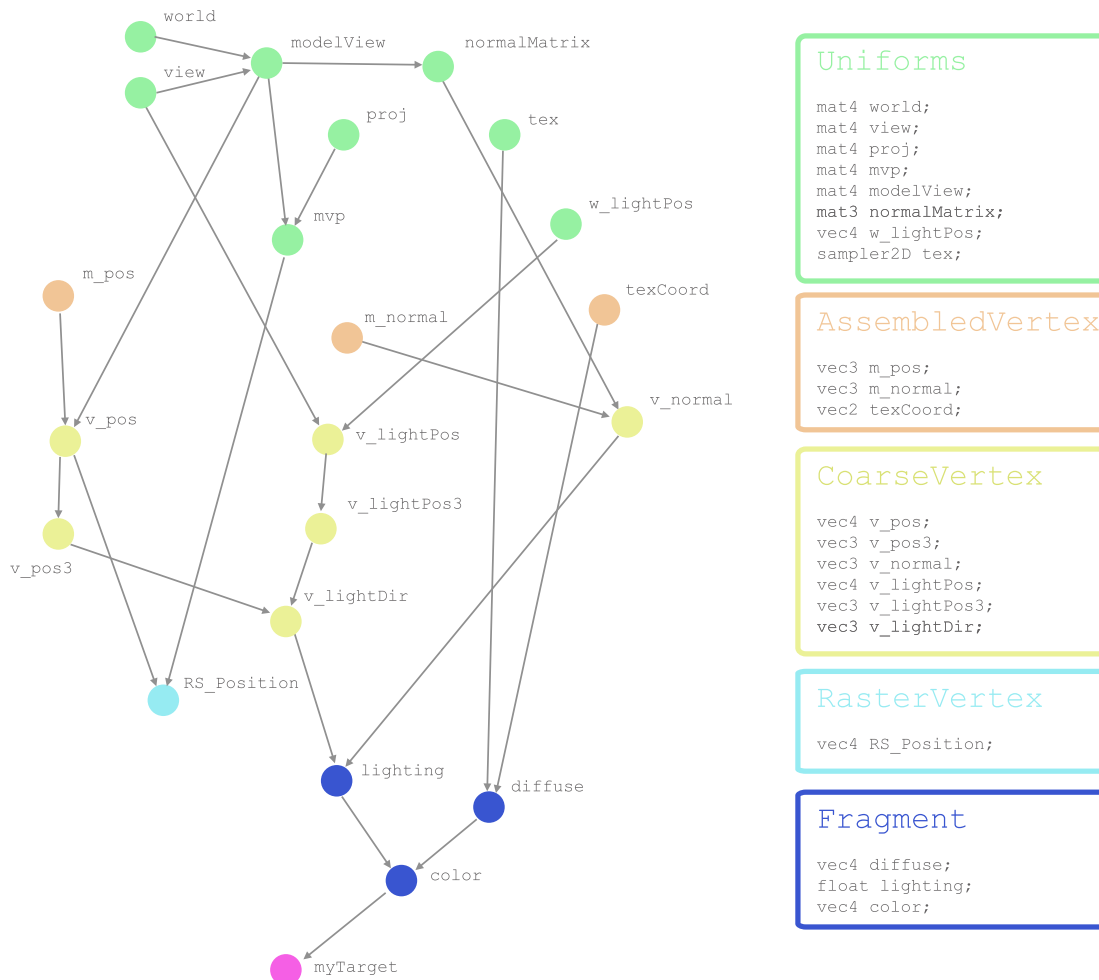 world
modelView
normalMatrix
view
proj
tex
w_lightPos
mvp
m_pos
texCoord
m_normal
v_normal
v_pos
v_lightPos
v_lightPos3
v_pos3
v_lightDir
RS_Position
lighting
diffuse
color
myTarget
Uniforms
mat4 world;
mat4 view;
mat4 proj;
mat4 mvp;
mat4 modelView;
mat3 normalMatrix;
vec4 w_lightPos;
sampler2D tex;
AssembledVertex
vec3 m_pos;
vec3 m_normal;
vec2 texCoord;
CoarseVertex
vec4 v_pos;
vec3 v_pos3;
vec3 v_normal;
vec4 v_lightPos;
vec3 v_lightPos3;
vec3 v_lightDir;
RasterVertex
vec4 RS_Position;
Fragment
vec4 diffuse;
float lighting;
vec4 color;